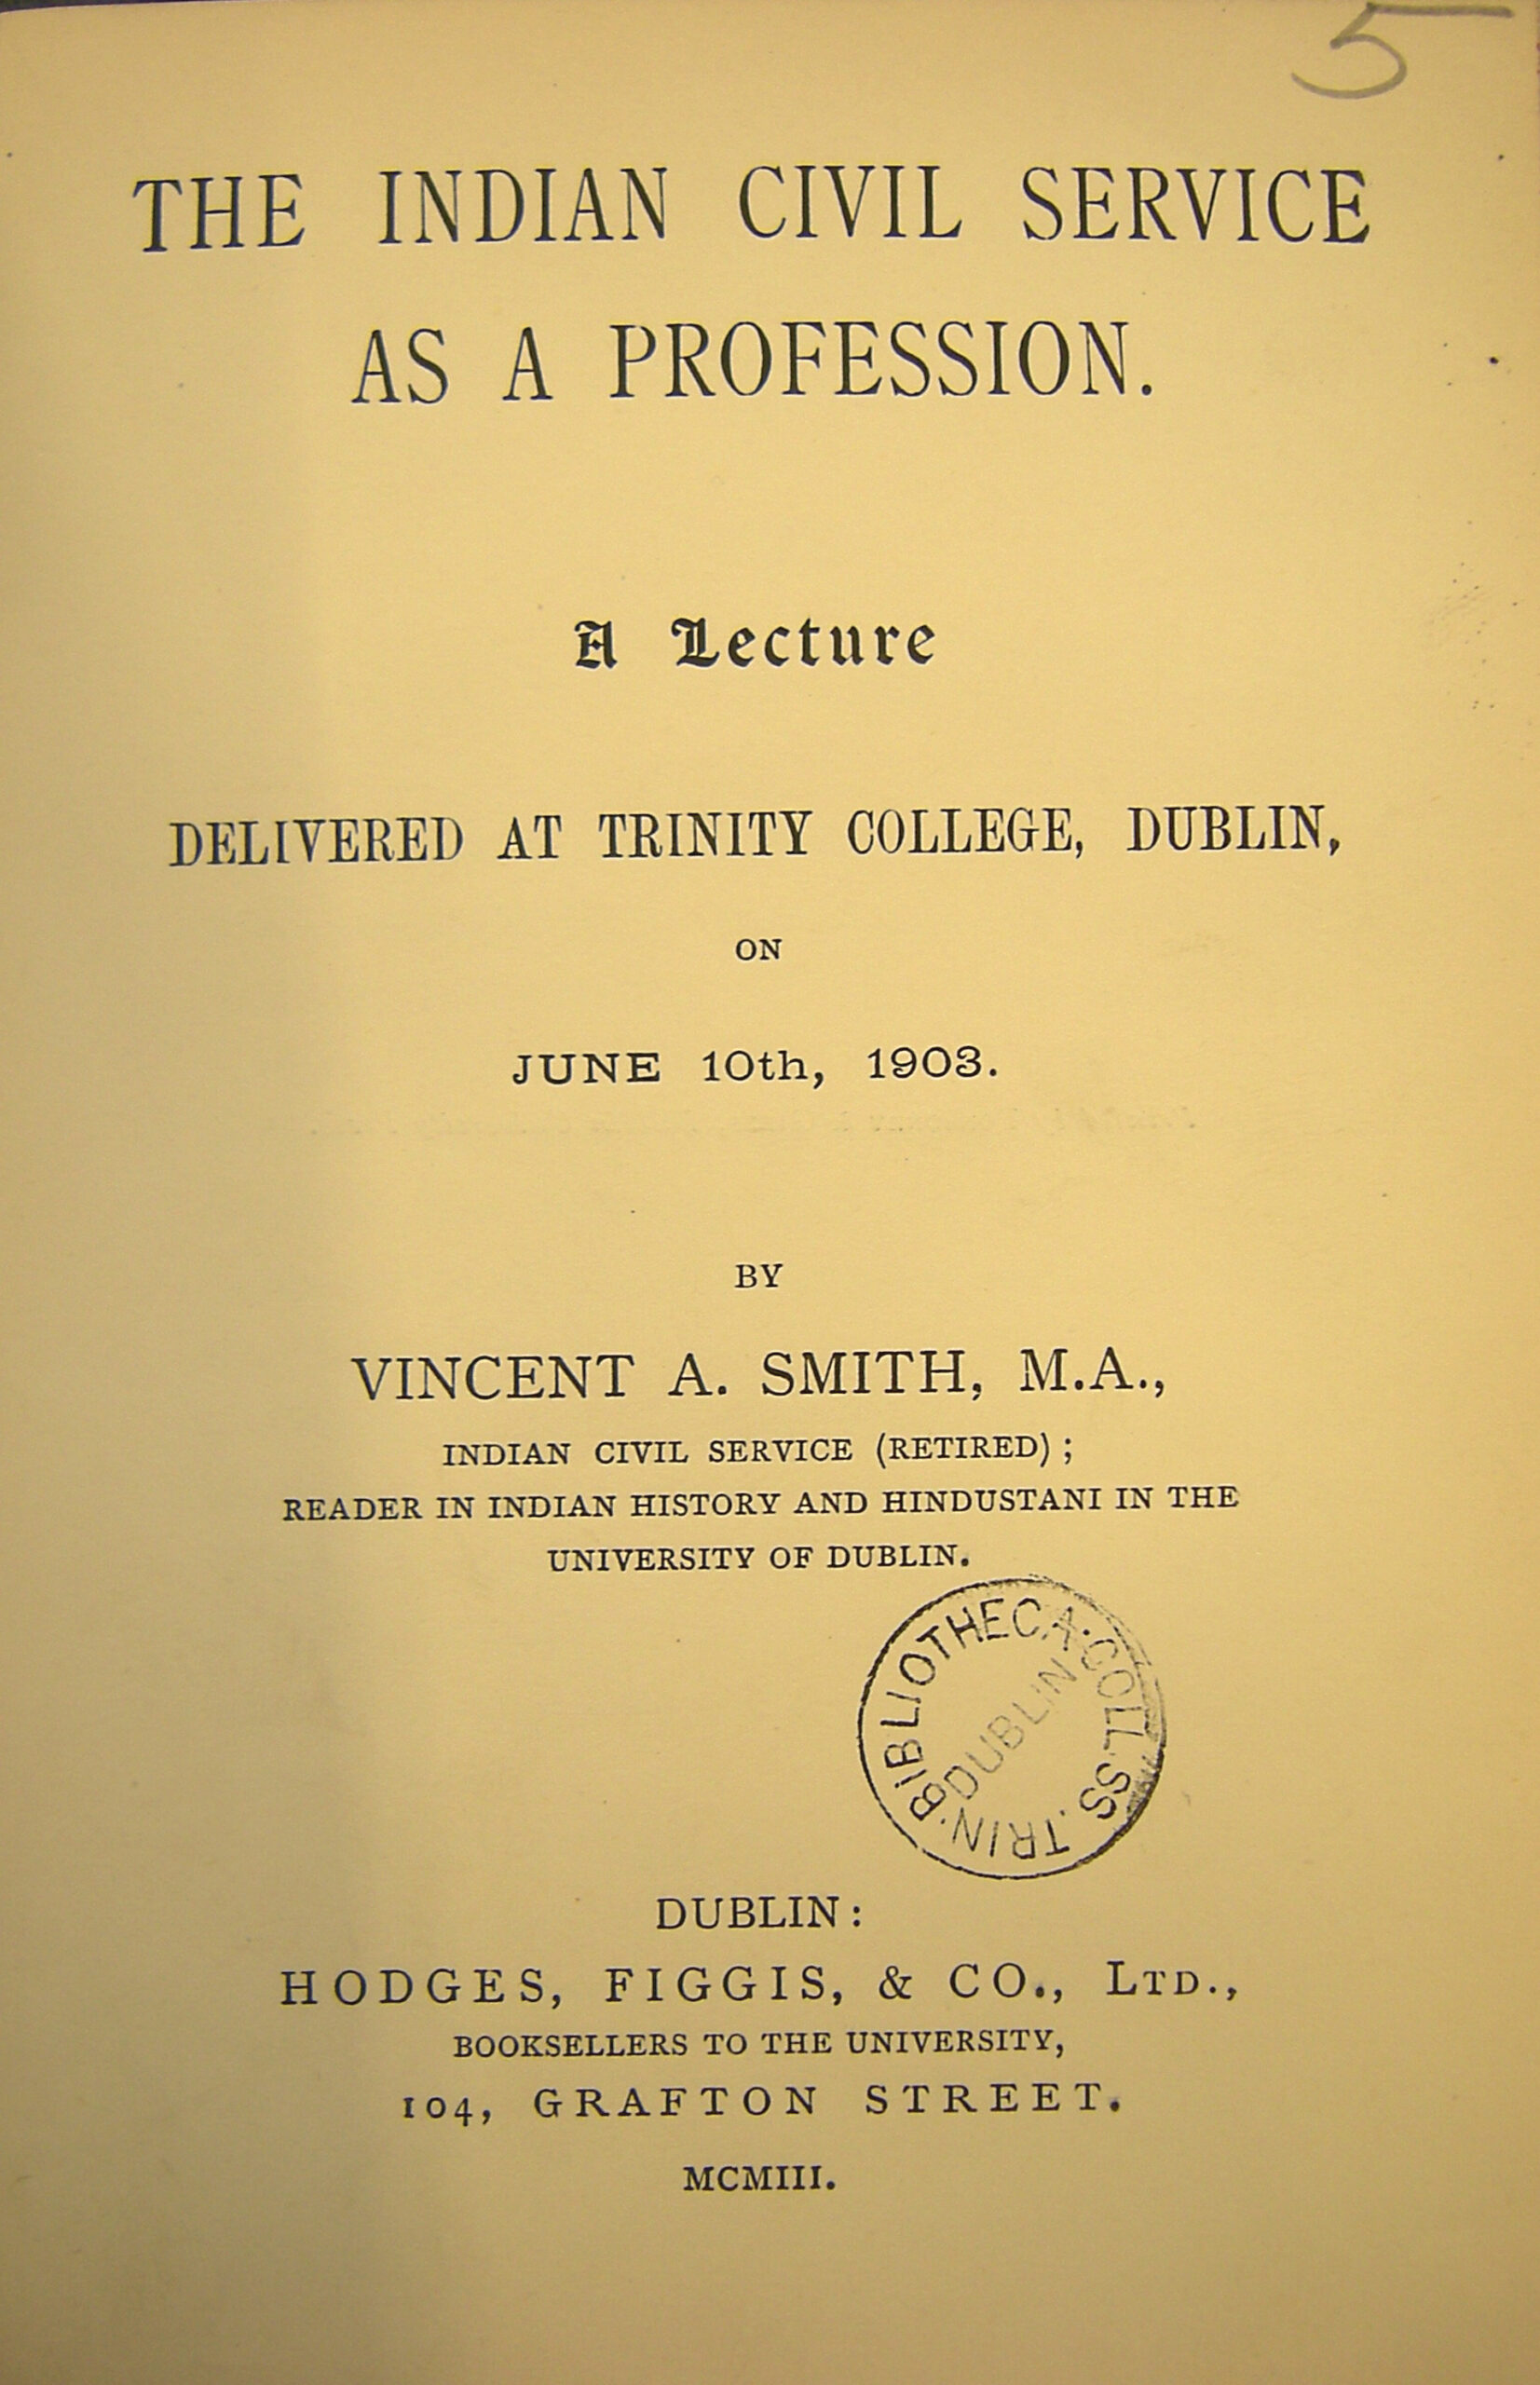 5
THE INDIAN CIVIL SERVICE
AS A PROFESSION.
A Lecture
DELIVERED AT TRINITY COLLEGE, DUBLIN,
ON
JUNE 10th, 1903.
BY
VINCENT A. SMITH, M.A.,
INDIAN CIVIL SERVICE (RETIRED) ;
READER IN INDIAN HISTORY AND HINDUSTANI IN THE
UNIVERSITY OF DUBLIN.
BIBLIOTHECA. COLL. SS. TRIN.
DUBLIN
DUBLIN:
HODGES, FIGGIS, & CO., LTD.,
BOOKSELLERS TO THE UNIVERSITY,
104, GRAFTON STREET.
MCMIII.